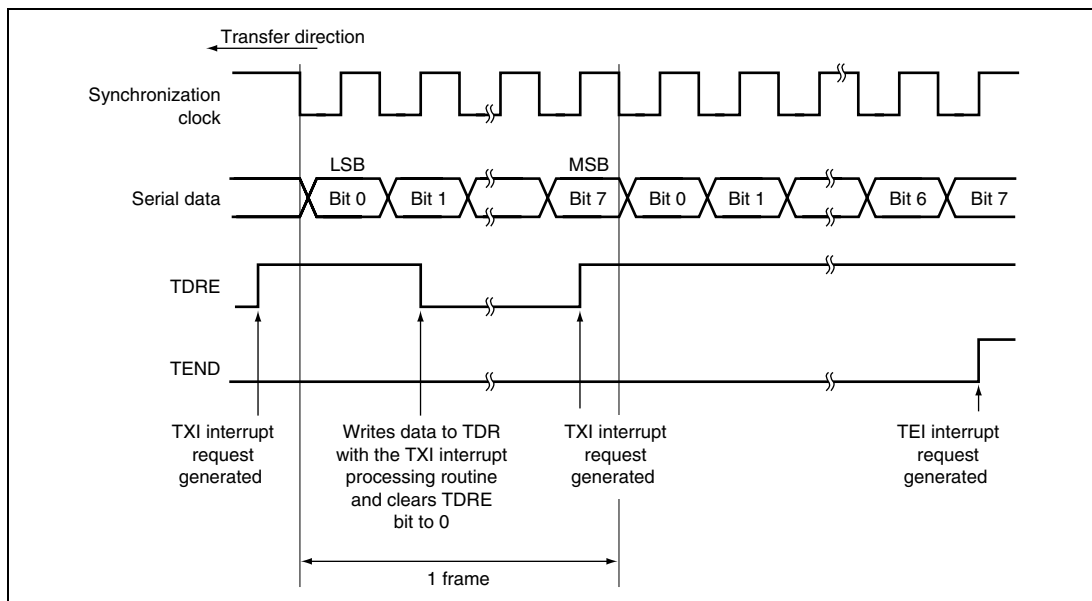 Transfer direction
Synchronization
clock
LSB
MSB
Serial data
Bit 0
Bit 1
Bit 7
Bit 0
Bit 1
Bit 6
Bit 7
TDRE
TEND
TXI interrupt
request
generated
Writes data to TDR
with the TXI interrupt
processing routine
and clears TDRE
bit to 0
TXI interrupt
request
generated
TEI interrupt
request
generated
1 frame